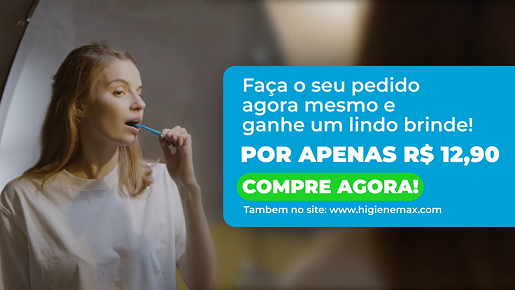 Faça o seu pedido
agora mesmo e
ganhe um lindo brinde!
POR APENAS R$ 12,90
COMPRE AGORA!
Tambem no site: www.higienemax.com